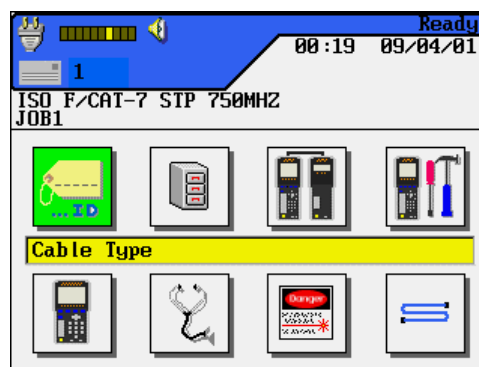 Ready
00:19 09/04/01
1
ISO F/CAT-7 STP 750MHZ
JOB1
...ID
Cable Type
Danger